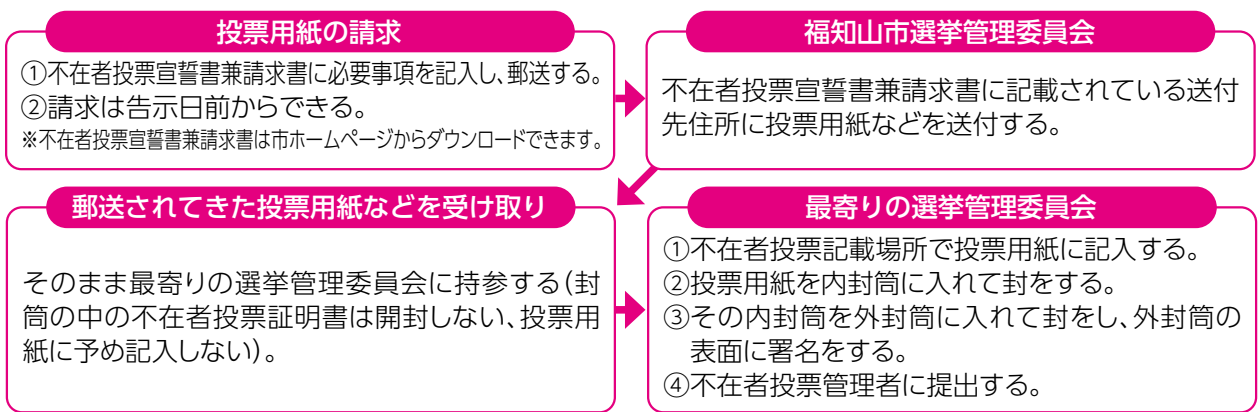 投票用紙の請求
①不在者投票宣誓書兼請求書に必要事項を記入し、郵送する。
②請求は告示日前からできる。
※不在者投票宣誓書兼請求書は市ホームページからダウンロードできます。
福知山市選挙管理委員会
不在者投票宣誓書兼請求書に記載されている送付
先住所に投票用紙などを送付する。
郵送されてきた投票用紙などを受け取り
そのまま最寄りの選挙管理委員会に持参する(封
筒の中の不在者投票証明書は開封しない、投票用
紙に予め記入しない)。
最寄りの選挙管理委員会
①不在者投票記載場所で投票用紙に記入する。
②投票用紙を内封筒に入れて封をする。
③その内封筒を外封筒に入れて封をし、外封筒の
表面に署名をする。
④不在者投票管理者に提出する。